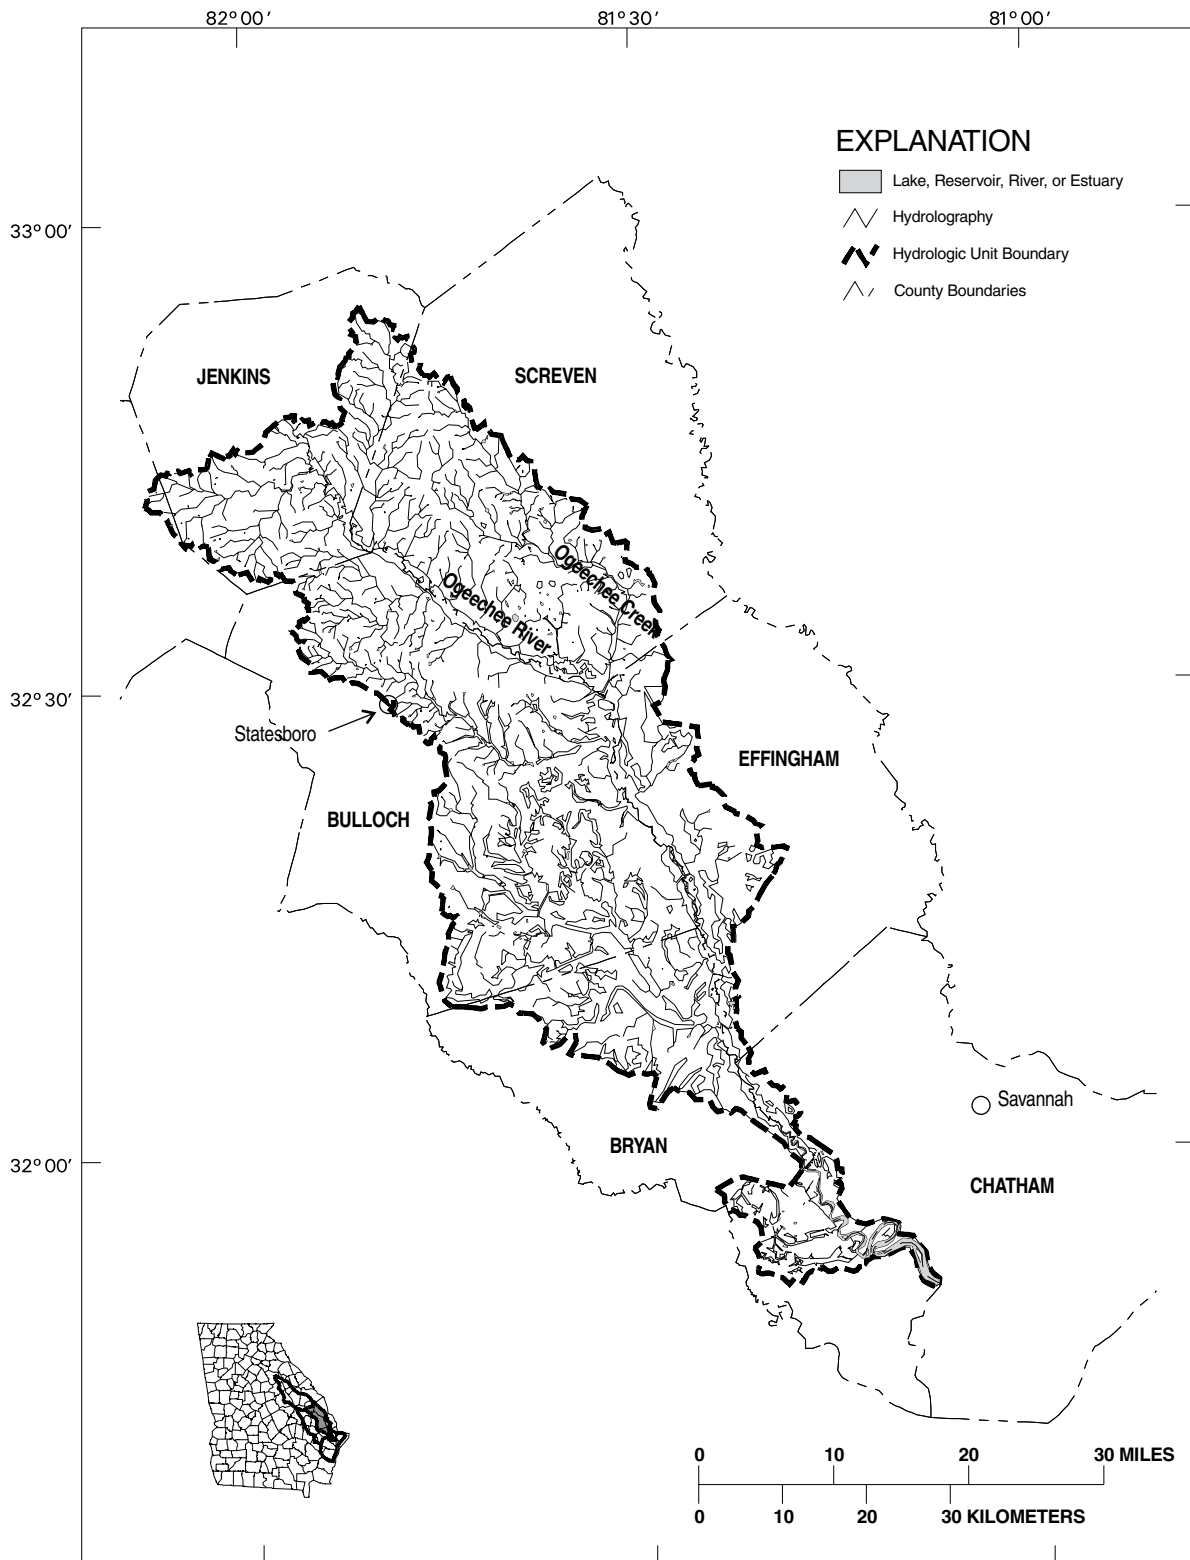 82°00′
81°30′
81°00′
EXPLANATION
Lake, Reservoir, River, or Estuary
Hydrolography
Hydrologic Unit Boundary
County Boundaries
33°00′
JENKINS
SCREVEN
Ogeechee Creek
Ogeechee River
32°30′
Statesboro
EFFINGHAM
BULLOCH
Savannah
BRYAN
32°00′
CHATHAM
0 10 20 30 MILES
0 10 20 30 KILOMETERS